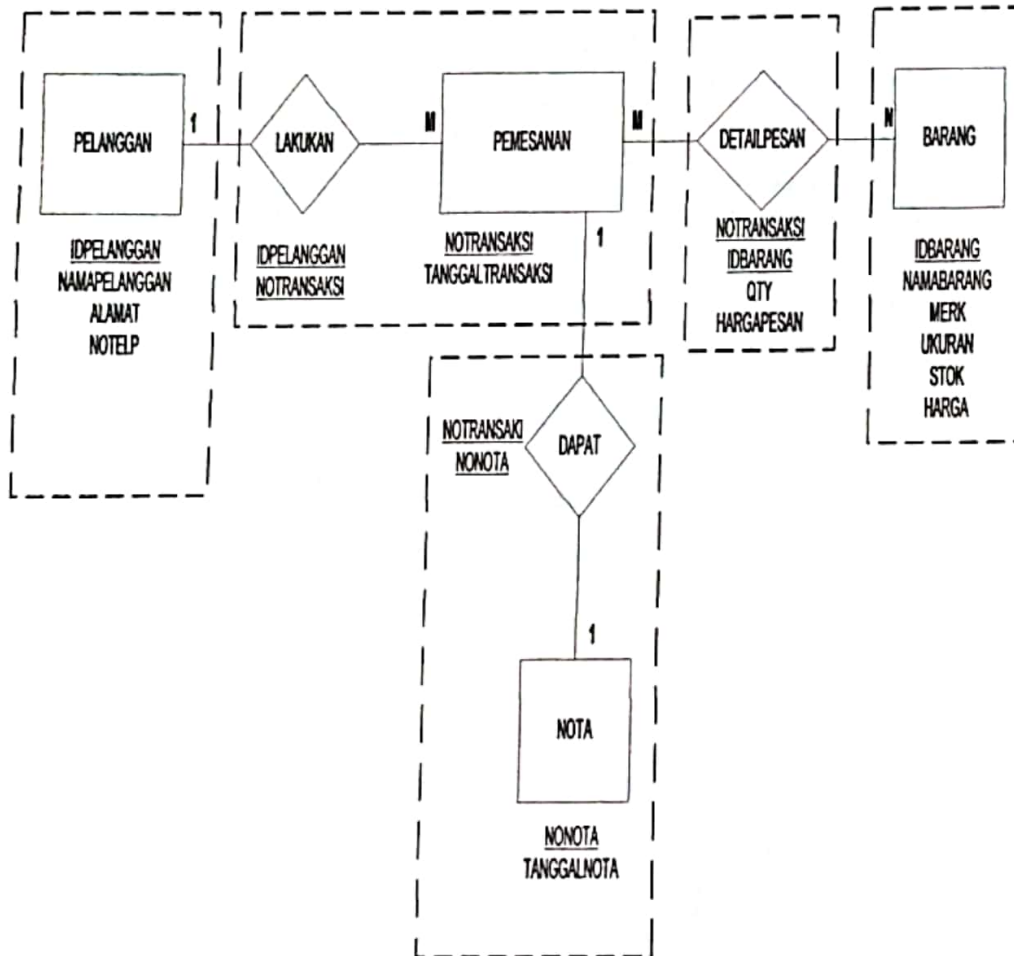 PELANGGAN
1
LAKUKAN
M
PEMESANAN
M
DETAILPESAN
N
BARANG
IDPELANGGAN
NAMAPELANGGAN
ALAMAT
NOTELP
IDPELANGGAN
NOTRANSAKSI
NOTRANSAKSI
TANGGALTRANSAKSI
1
NOTRANSAKSI
IDBARANG
QTY
HARGAPESAN
IDBARANG
NAMABARANG
MERK
UKURAN
STOK
HARGA
NOTRANSAKI
NONOTA
DAPAT
1
NOTA
NONOTA
TANGGALNOTA